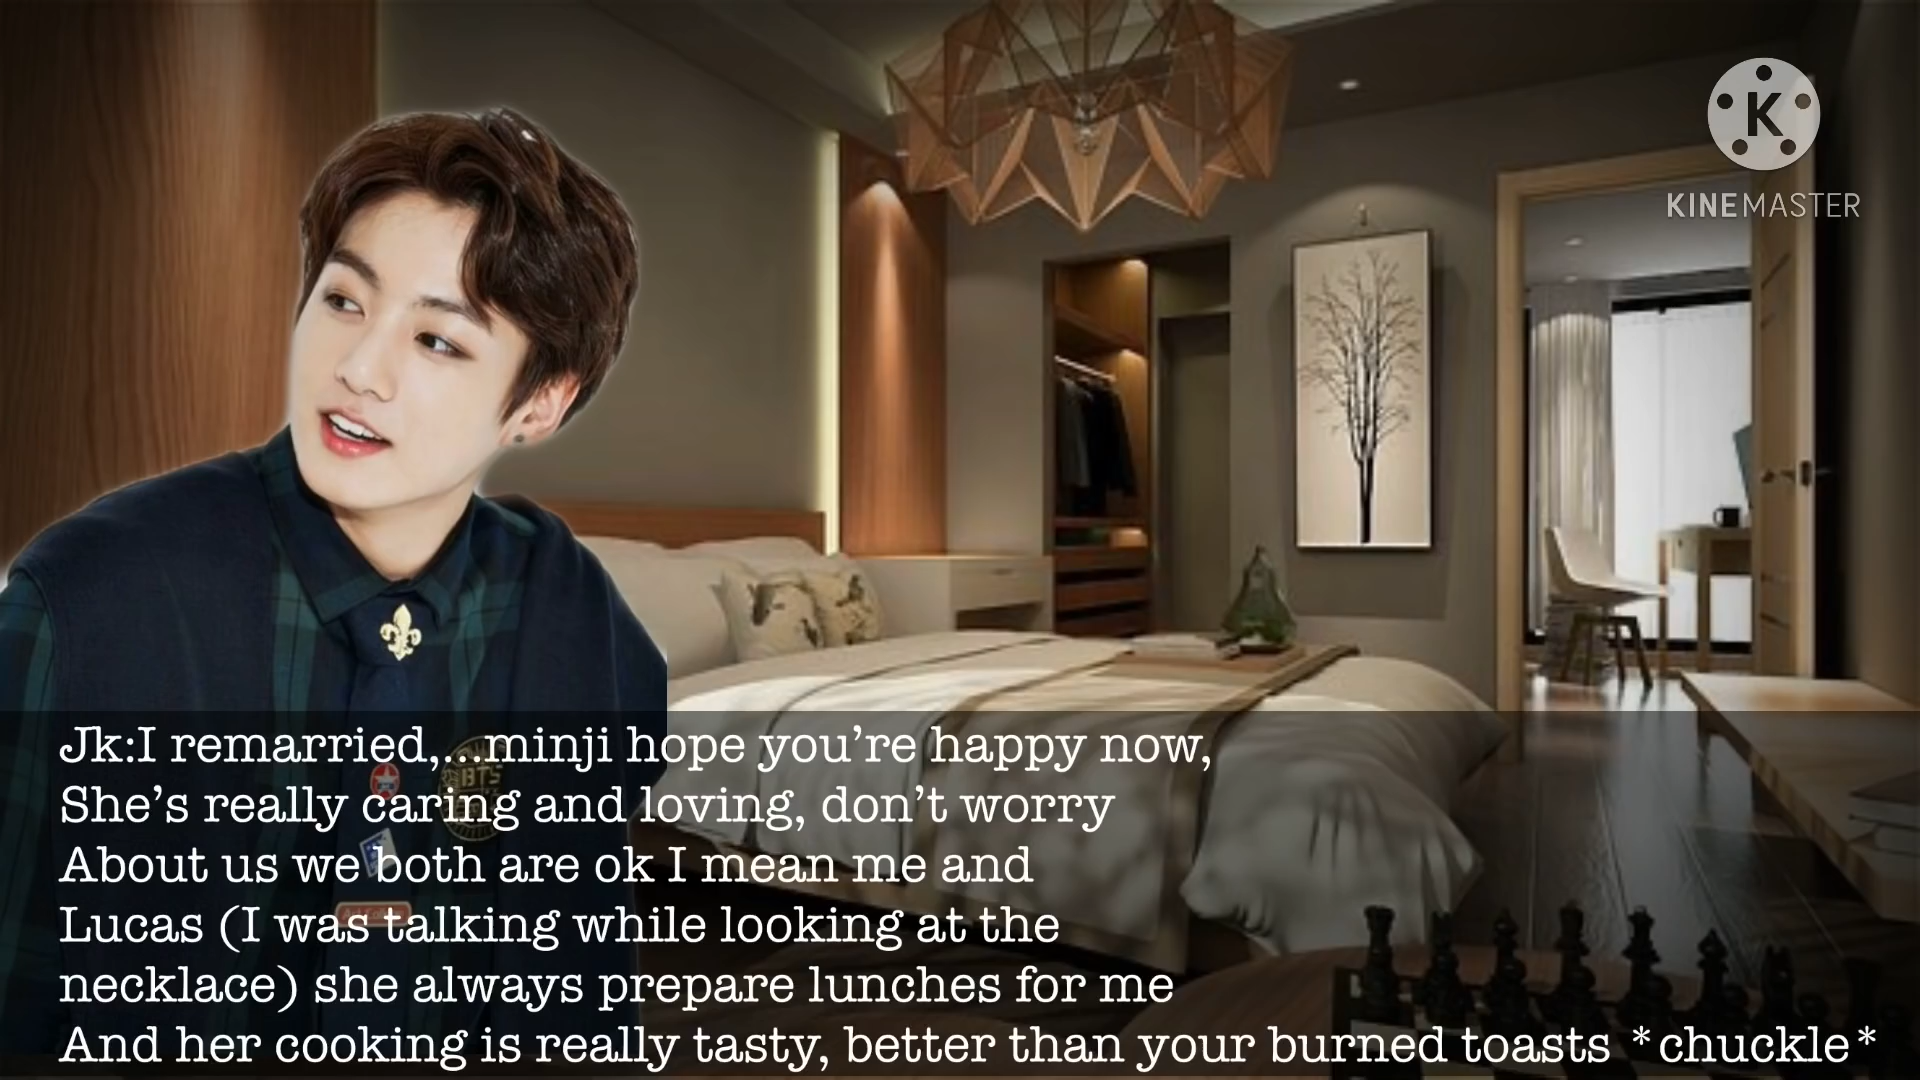 K
KINEMASTER
BTS
Jk:I remarried,...minji hope you're happy now,
She's really caring and loving, don't worry
About us we both are ok I mean me and
Lucas (I was talking while looking at the
necklace) she always prepare lunches for me
And her cooking is really tasty, better than your burned toasts *chuckle*